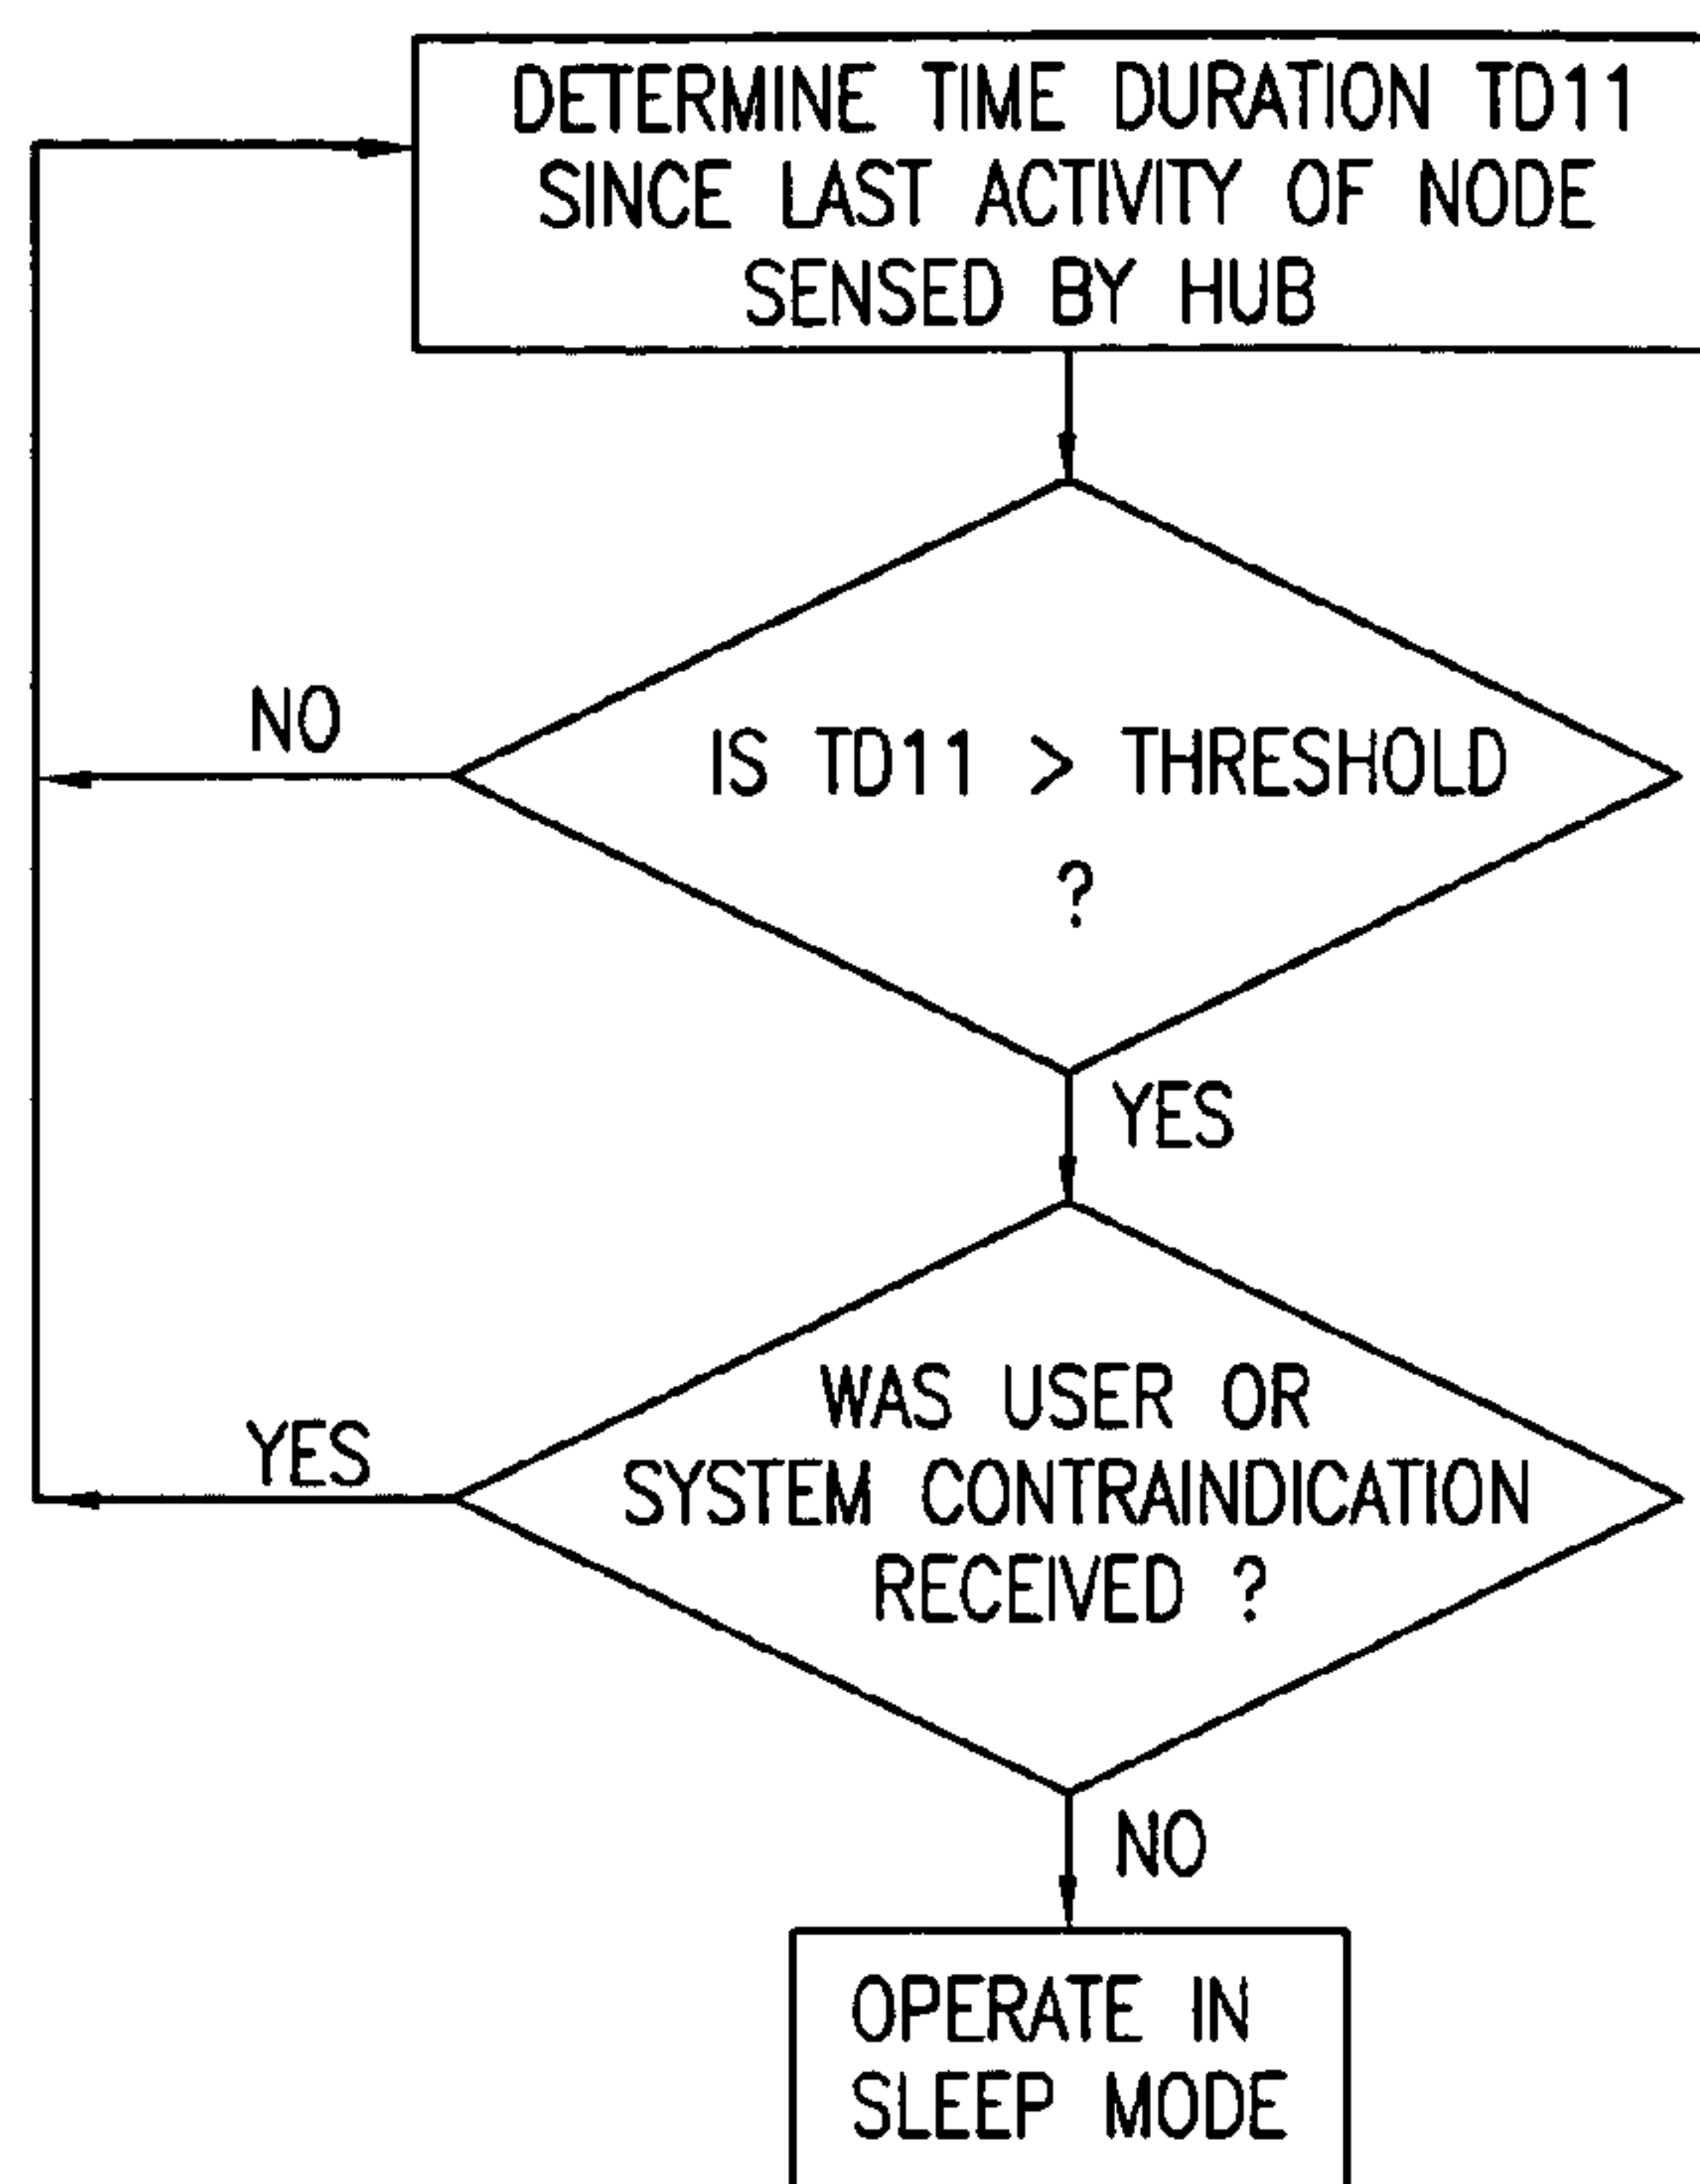 DETERMINE TIME DURATION TD11
SINCE LAST ACTIVITY OF NODE
SENSED BY HUB
NO
IS TD11 > THRESHOLD
?
YES
WAS USER OR
YES
SYSTEM CONTRAINDICATION
RECEIVED ?
NO
OPERATE IN
SLEEP MODE